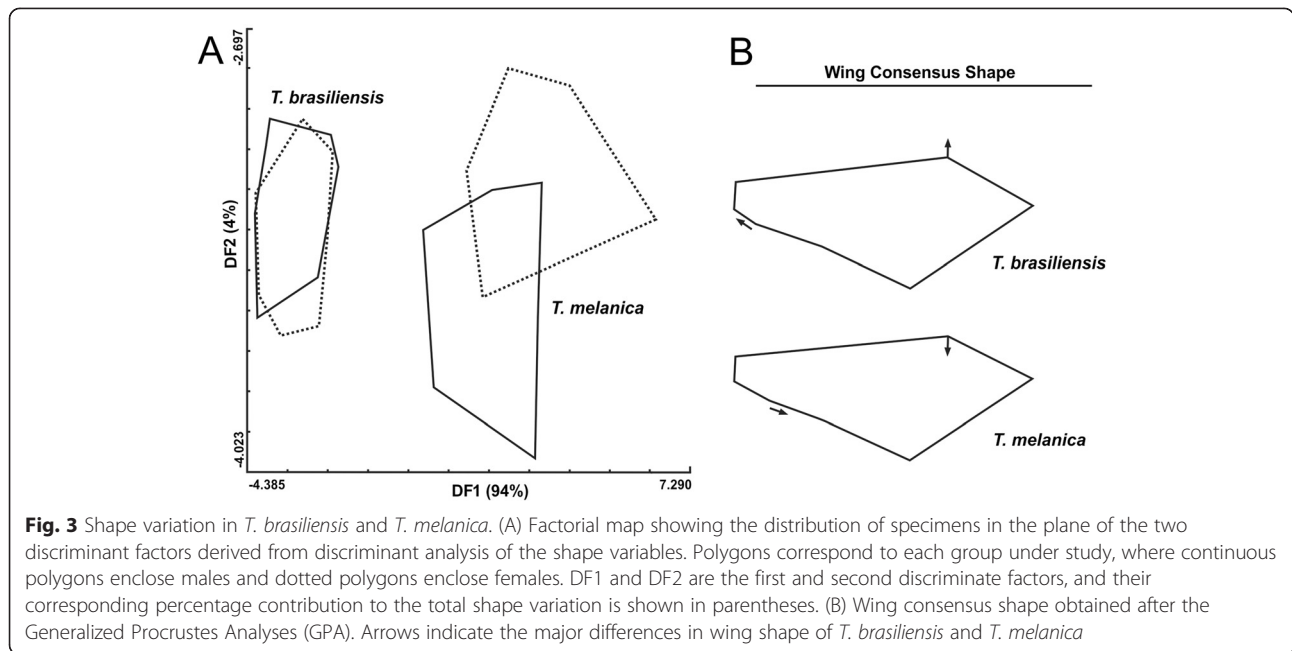 A
B
-2.697
Wing Consensus Shape
T. brasiliensis
DF2 (4%)
T. brasiliensis
T. melanica
T. melanica
-4.023
-4.385
DF1 (94%)
7.290
Fig. 3 Shape variation in T. brasiliensis and T. melanica. (A) Factorial map showing the distribution of specimens in the plane of the two
discriminant factors derived from discriminant analysis of the shape variables. Polygons correspond to each group under study, where continuous
polygons enclose males and dotted polygons enclose females. DF1 and DF2 are the first and second discriminate factors, and their
corresponding percentage contribution to the total shape variation is shown in parentheses. (B) Wing consensus shape obtained after the
Generalized Procrustes Analyses (GPA). Arrows indicate the major differences in wing shape of T. brasiliensis and T. melanica